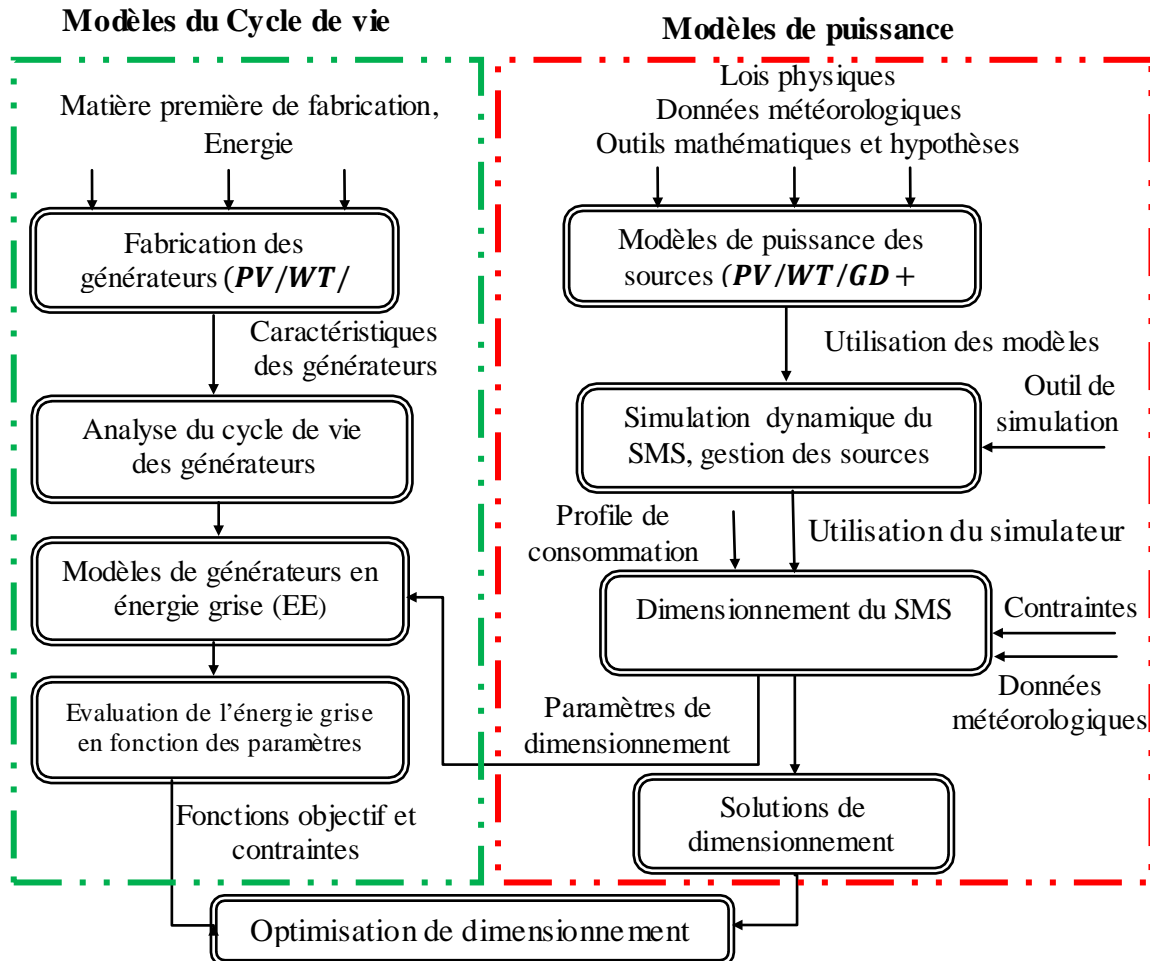 Modèles du Cycle de vie
Matière première de fabrication,
Energie
Fabrication des
générateurs (PV/WT/
Caractéristiques
des générateurs
Analyse du cycle de vie
des générateurs
Modèles de générateurs en
énergie grise (EE)
Evaluation de l'énergie grise
en fonction des paramètres
Fonctions objectif et
contraintes
Modèles de puissance
Lois physiques
Données météorologiques
Outils mathématiques et hypothèses
Modèles de puissance des
sources (PV/WT/GD +
Utilisation des modèles
Outil de
simulation
Simulation dynamique du
SMS, gestion des sources
Profile de
consommation
Utilisation du simulateur
Dimensionnement du SMS
Contraintes
Données
météorologiques
Paramètres de
dimensionnement
Solutions de
dimensionnement
Optimisation de dimensionnement